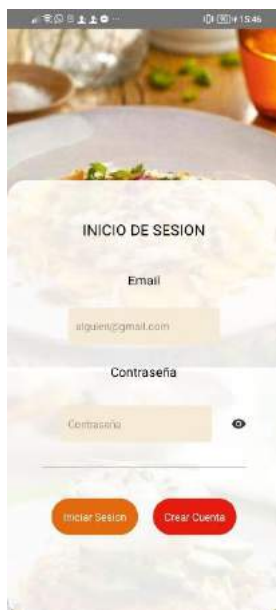 15:46
INICIO DE SESION
Email
alguien@gmail.com
Contraseña
Contraseña
Iniciar Sesion
Crear Cuenta